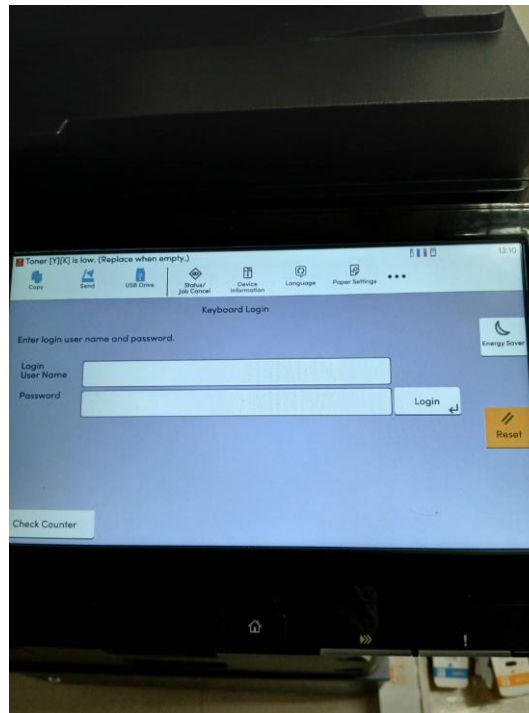 Toner [Y][K] is low. (Replace when empty.)
12:10
Copy
Send
USB Drive
Status/
Job Cancel
Device
Information
Language
Paper Settings
Keyboard Login
Enter login user name and password.
Energy Saver
Login
User Name
Password
Login
Reset
Check Counter